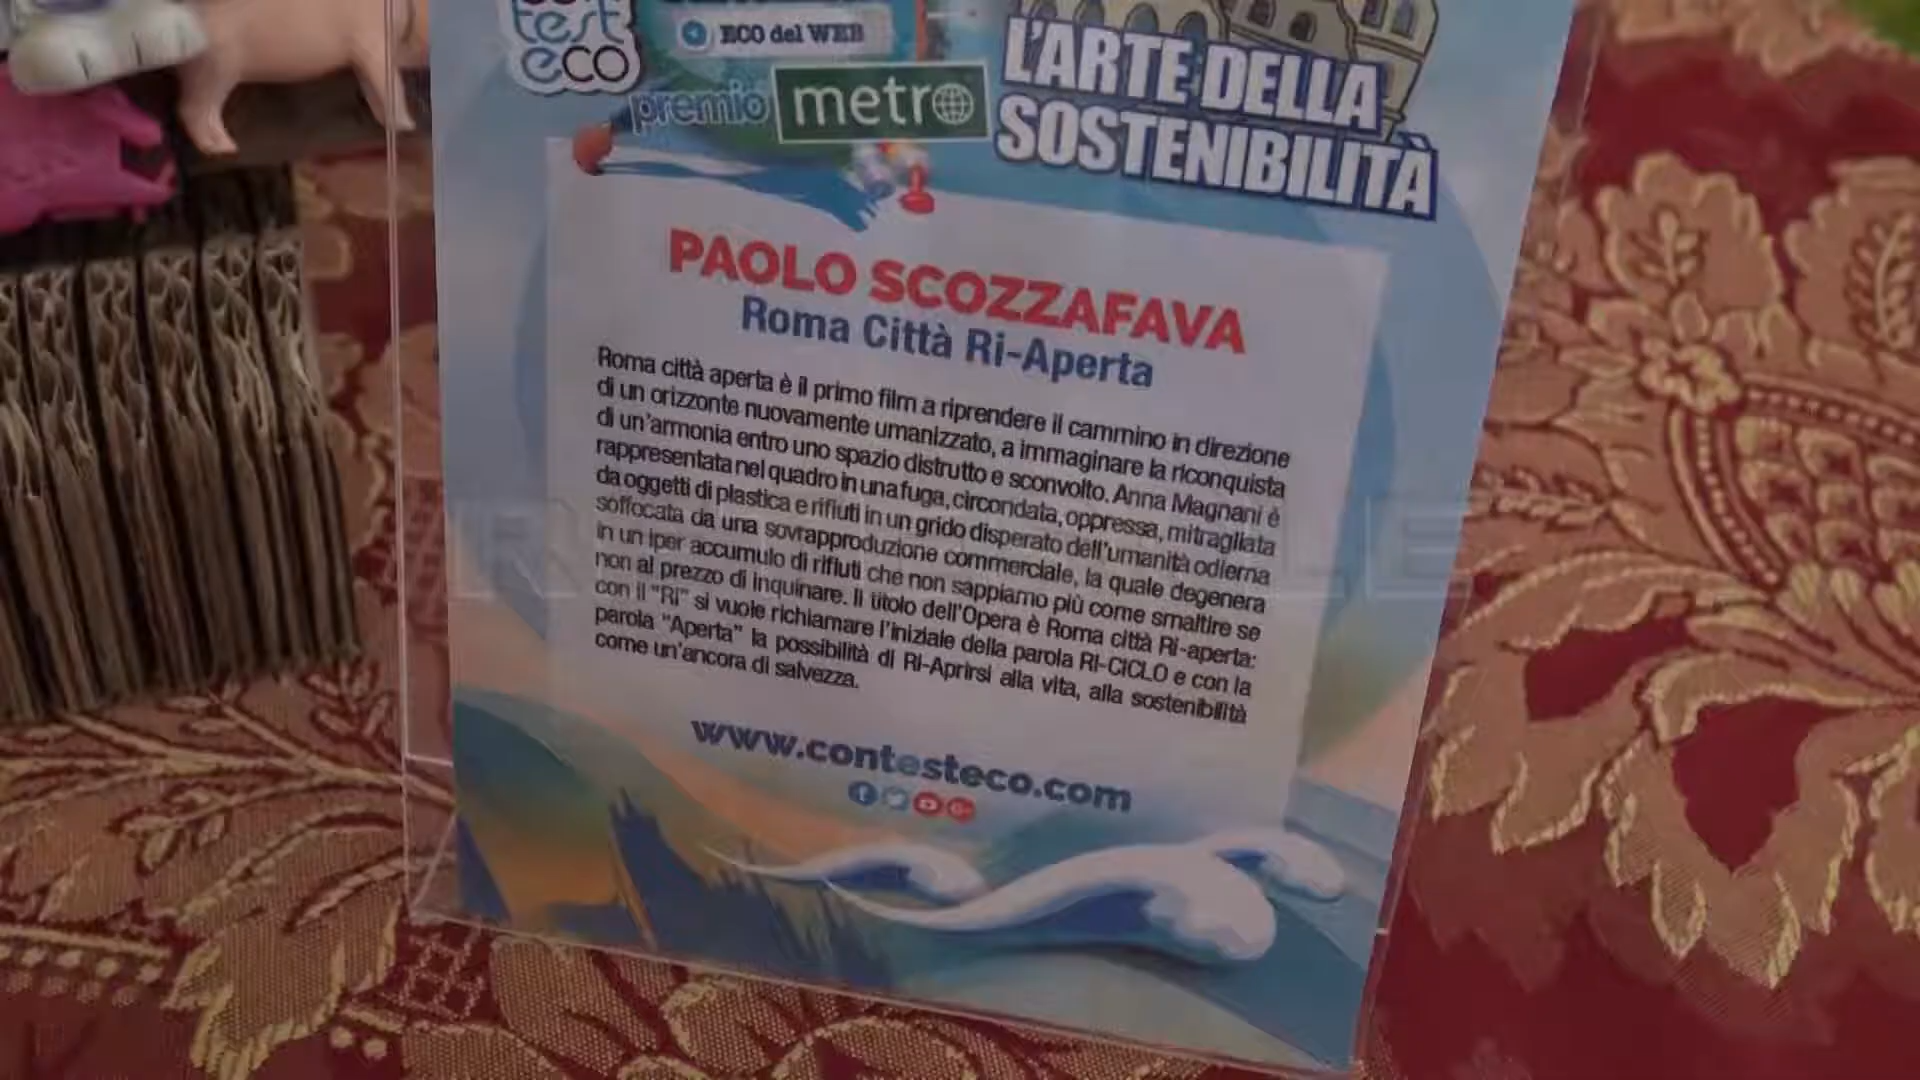 test
eco
ECO del WEB
premio metro
L'ARTE DELLA
SOSTENIBILITÀ
PAOLO SCOZZAFAVA
Roma Città Ri-Aperta
Roma città aperta è il primo film a riprendere il cammino in direzione
di un orizzonte nuovamente umanizzato, a immaginare la riconquista
di un'armonia entro uno spazio distrutto e sconvolto. Anna Magnani è
rappresentata nel quadro in una fuga, circondata, oppressa, mitragliata
da oggetti di plastica e rifiuti in un grido disperato dell'umanità odierna
soffocata da una sovrapproduzione commerciale, la quale degenera
in un iper accumulo di rifiuti che non sappiamo più come smaltire se
non al prezzo di inquinare. Il titolo dell'Opera è Roma città Ri-aperta:
con il "Ri" si vuole richiamare l'iniziale della parola RI-CICLO e con la
parola "Aperta" la possibilità di Ri-Aprirsi alla vita, alla sostenibilità
come un'ancora di salvezza.
www.contesteco.com